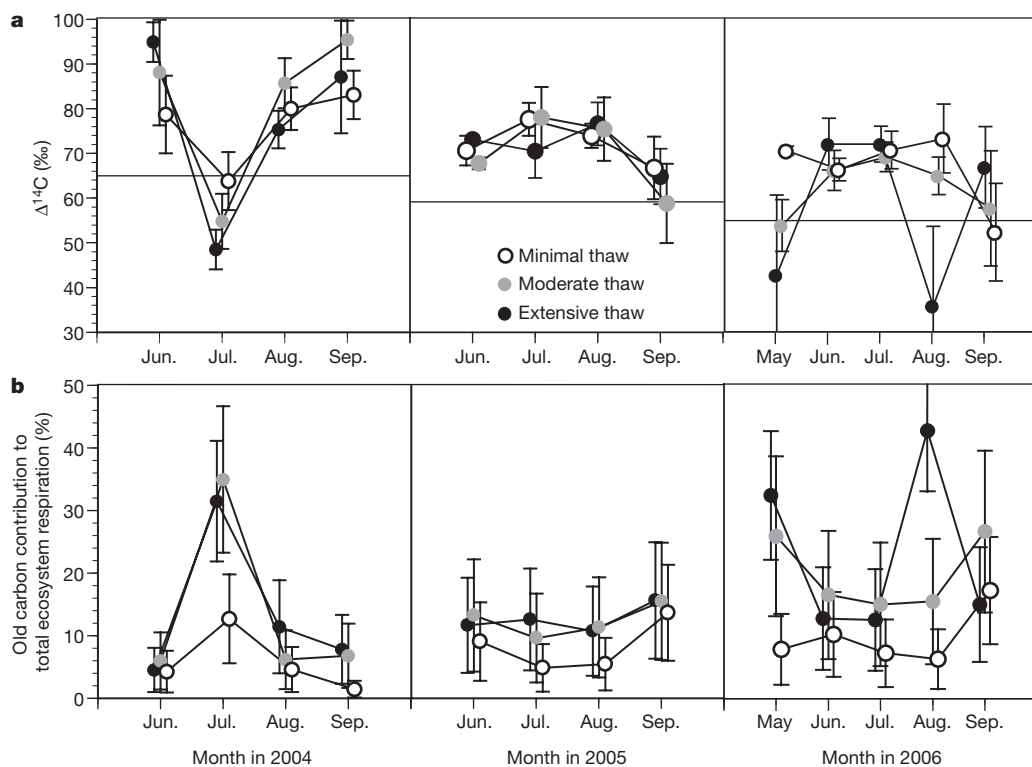 a
100
90
80
70
60
50
40
30
Δ¹⁴C (‰)
Minimal thaw
Moderate thaw
Extensive thaw
Jun. Jul. Aug. Sep.
Jun. Jul. Aug. Sep.
May Jun. Jul. Aug. Sep.
b
50
40
30
20
10
0
Old carbon contribution to
total ecosystem respiration (%)
Jun. Jul. Aug. Sep.
Jun. Jul. Aug. Sep.
May Jun. Jul. Aug. Sep.
Month in 2004
Month in 2005
Month in 2006